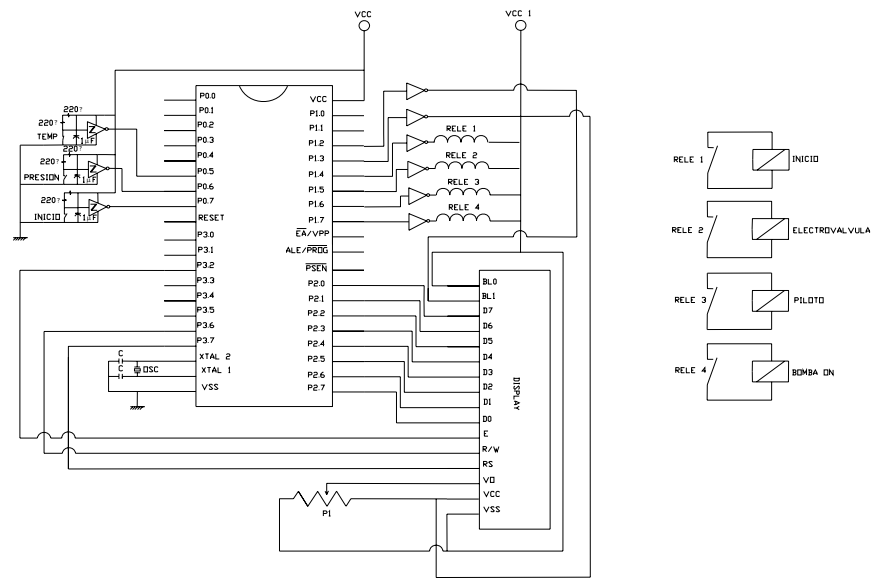 VCC
VCC 1
220?
220?
TEMP
1µF
220?
220?
PRESION
1µF
220?
INICIO
1µF
P0.0
P0.1
P0.2
P0.3
P0.4
P0.5
P0.6
P0.7
RESET
P3.0
P3.1
P3.2
P3.3
P3.4
P3.5
P3.6
P3.7
XTAL 2
XTAL 1
VSS
VCC
P1.0
P1.1
P1.2
P1.3
P1.4
P1.5
P1.6
P1.7
EA/VPP
ALE/PROG
PSEN
P2.0
P2.1
P2.2
P2.3
P2.4
P2.5
P2.6
P2.7
C
C
OSC
RELE 1
RELE 2
RELE 3
RELE 4
BL0
BL1
D7
D6
D5
D4
D3
D2
D1
D0
E
R/W
RS
VO
VCC
VSS
DISPLAY
P1
RELE 1
INICIO
RELE 2
ELECTROVALVULA
RELE 3
PILOTO
RELE 4
BOMBA ON